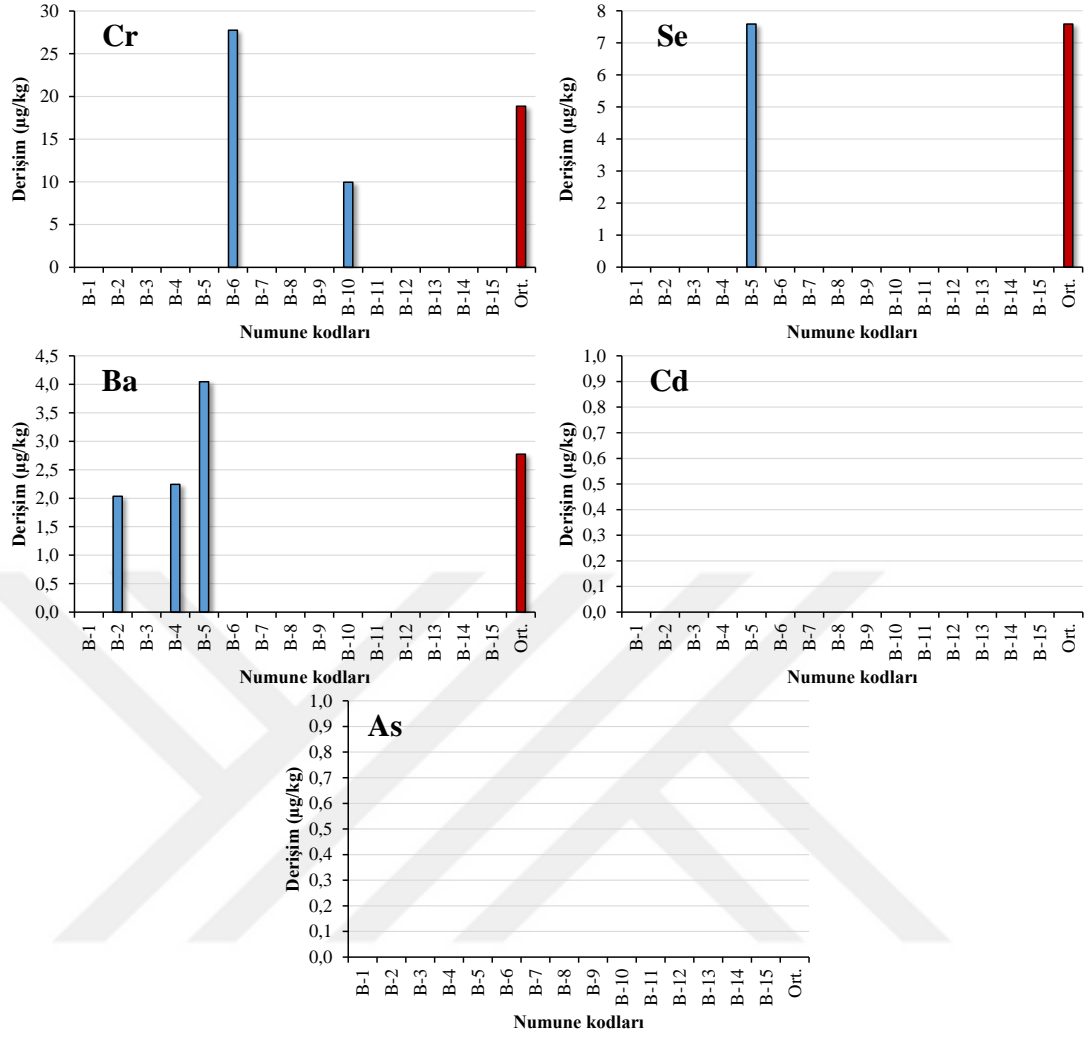 Cr
Derişim (µg/kg)
30
25
20
15
10
5
0
B-1 B-2 B-3 B-4 B-5 B-6 B-7 B-8 B-9 B-10 B-11 B-12 B-13 B-14 B-15 Ort.
Numune kodları
Se
Derişim (µg/kg)
8
7
6
5
4
3
2
1
0
B-1 B-2 B-3 B-4 B-5 B-6 B-7 B-8 B-9 B-10 B-11 B-12 B-13 B-14 B-15 Ort.
Numune kodları
Ba
Derişim (µg/kg)
4,5
4,0
3,5
3,0
2,5
2,0
1,5
1,0
0,5
0,0
B-1 B-2 B-3 B-4 B-5 B-6 B-7 B-8 B-9 B-10 B-11 B-12 B-13 B-14 B-15 Ort.
Numune kodları
Cd
Derişim (µg/kg)
1,0
0,9
0,8
0,7
0,6
0,5
0,4
0,3
0,2
0,1
0,0
B-1 B-2 B-3 B-4 B-5 B-6 B-7 B-8 B-9 B-10 B-11 B-12 B-13 B-14 B-15 Ort.
Numune kodları
As
Derişim (µg/kg)
1,0
0,9
0,8
0,7
0,6
0,5
0,4
0,3
0,2
0,1
0,0
B-1 B-2 B-3 B-4 B-5 B-6 B-7 B-8 B-9 B-10 B-11 B-12 B-13 B-14 B-15 Ort.
Numune kodları